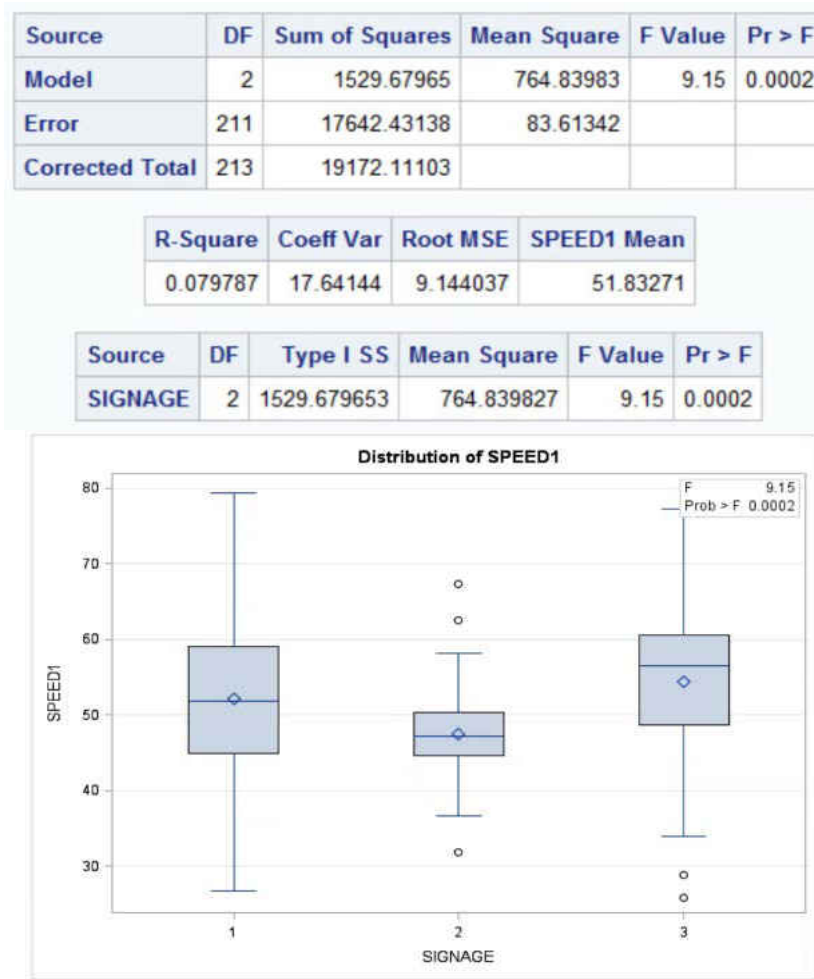 Source DF Sum of Squares Mean Square F Value Pr > F
Model 2 1529.67965 764.83983 9.15 0.0002
Error 211 17642.43138 83.61342
Corrected Total 213 19172.11103
R-Square Coeff Var Root MSE SPEED1 Mean
0.079787 17.64144 9.144037 51.83271
Source DF Type I SS Mean Square F Value Pr > F
SIGNAGE 2 1529.679653 764.839827 9.15 0.0002
Distribution of SPEED1
F 9.15
Prob > F 0.0002
80
70
60
50
40
30
SPEED1
1 2 3
SIGNAGE